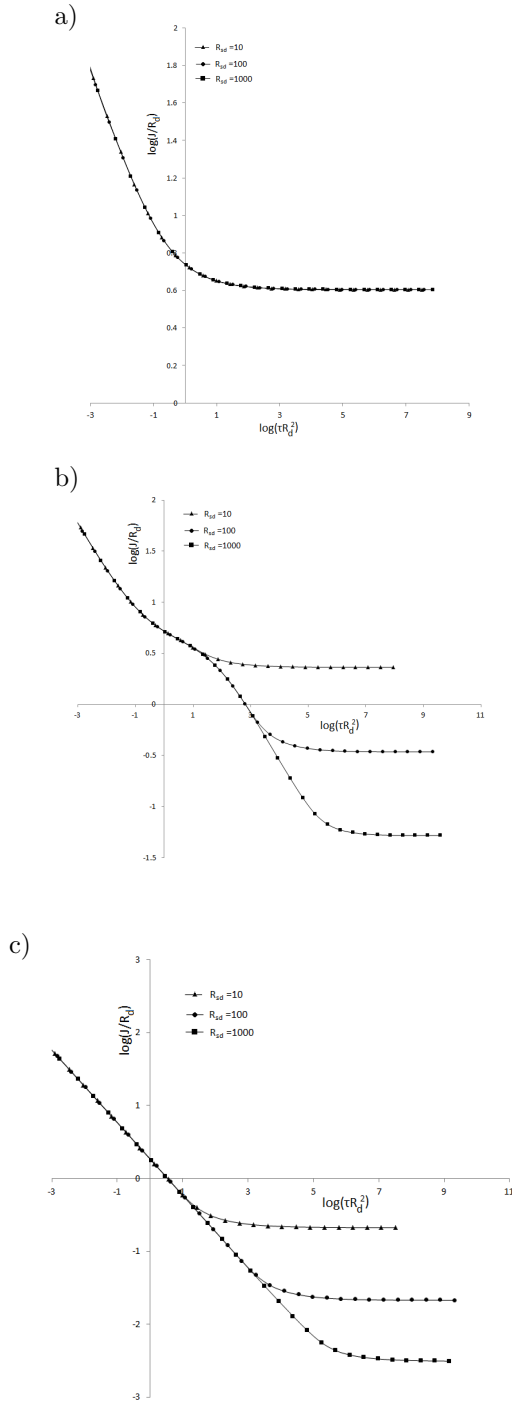 a)
log(J/R_d)
R_sd =10
R_sd =100
R_sd =1000
2
1.8
1.6
1.4
1.2
1
0.8
0.6
0.4
0.2
0
-3 -1 1 3 5 7 9
log(τR_d^2)
b)
log(J/R_d)
R_sd =10
R_sd =100
R_sd =1000
2
1.5
1
0.5
0
-0.5
-1
-1.5
-3 -1 1 3 5 7 9 11
log(τR_d^2)
c)
log(J/R_d)
R_sd =10
R_sd =100
R_sd =1000
3
2
1
0
-1
-2
-3
-3 -1 1 3 5 7 9 11
log(τR_d^2)